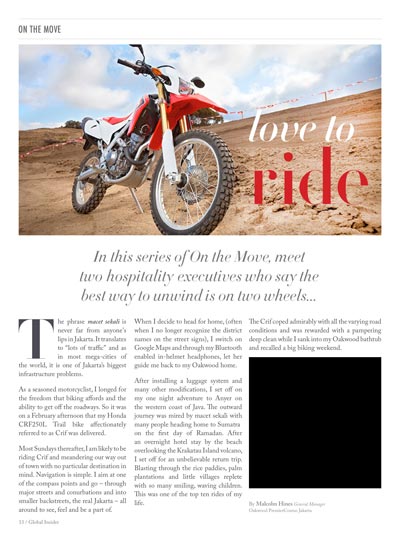 ON THE MOVE
love to
ride
In this series of On the Move, meet
two hospitality executives who say the
best way to unwind is on two wheels...
The phrase macet sekali is
never far from anyone's
lips in Jakarta. It translates
to "lots of traffic" and as
in most mega-cities of
the world, it is one of Jakarta's biggest
infrastructure problems.
As a seasoned motorcyclist, I longed for
the freedom that biking affords and the
ability to get off the roadways. So it was
on a February afternoon that my Honda
CRF250L Trail bike affectionately
referred to as Crif was delivered.
Most Sundays thereafter, I am likely to be
riding Crif and meandering our way out
of town with no particular destination in
mind. Navigation is simple. I aim at one
of the compass points and go – through
major streets and conurbations and into
smaller backstreets, the real Jakarta – all
around to see, feel and be a part of.
When I decide to head for home, (often
when I no longer recognize the district
names on the street signs), I switch on
Google Maps and through my Bluetooth
enabled in-helmet headphones, let her
guide me back to my Oakwood home.
After installing a luggage system and
many other modifications, I set off on
my one night adventure to Anyer on
the western coast of Java. The outward
journey was mired by macet sekali with
many people heading home to Sumatra
on the first day of Ramadan. After
an overnight hotel stay by the beach
overlooking the Krakatau Island volcano,
I set off for an unbelievable return trip.
Blasting through the rice paddies, palm
plantations and little villages replete
with so many smiling, waving children.
This was one of the top ten rides of my
life.
The Crif coped admirably with all the varying road
conditions and was rewarded with a pampering
deep clean while I sank into my Oakwood bathtub
and recalled a big biking weekend.
By Malcolm Hines General Manager
Oakwood Premier Cozmo Jakarta
33 / Global Insider